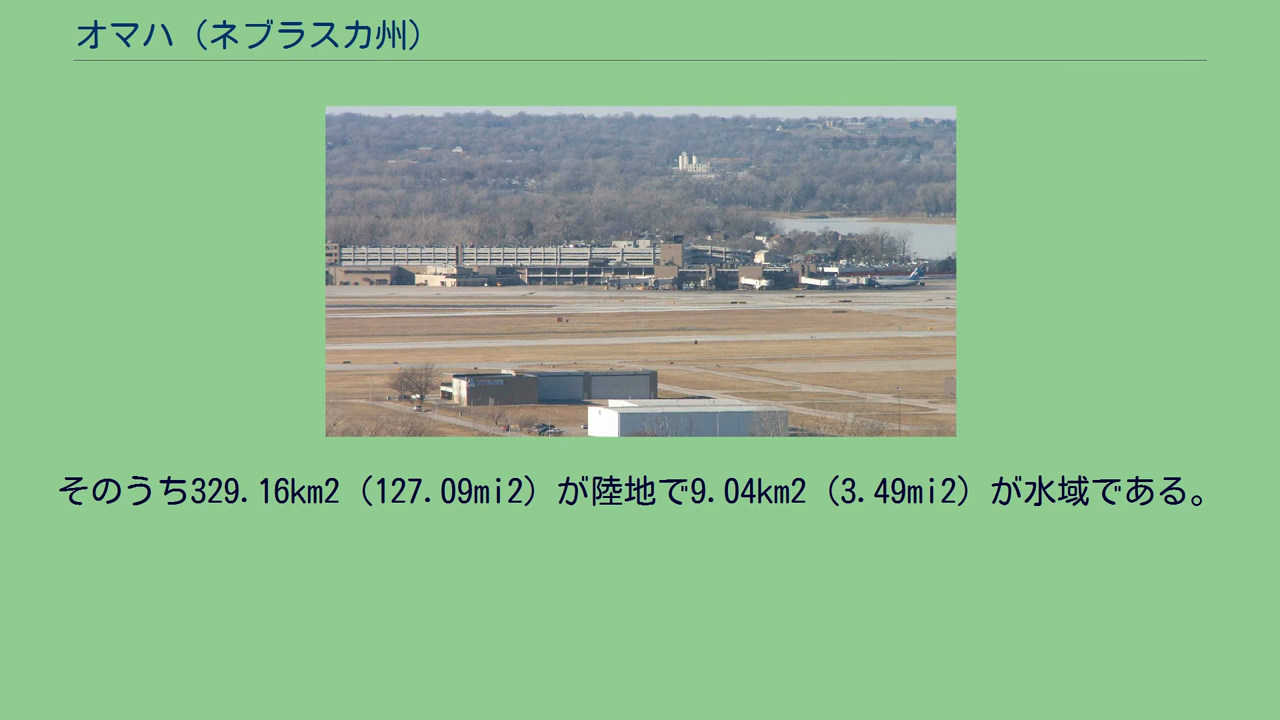 オマハ（ネブラスカ州）
そのうち329.16km2（127.09mi2）が陸地で9.04km2（3.49mi2）が水域である。